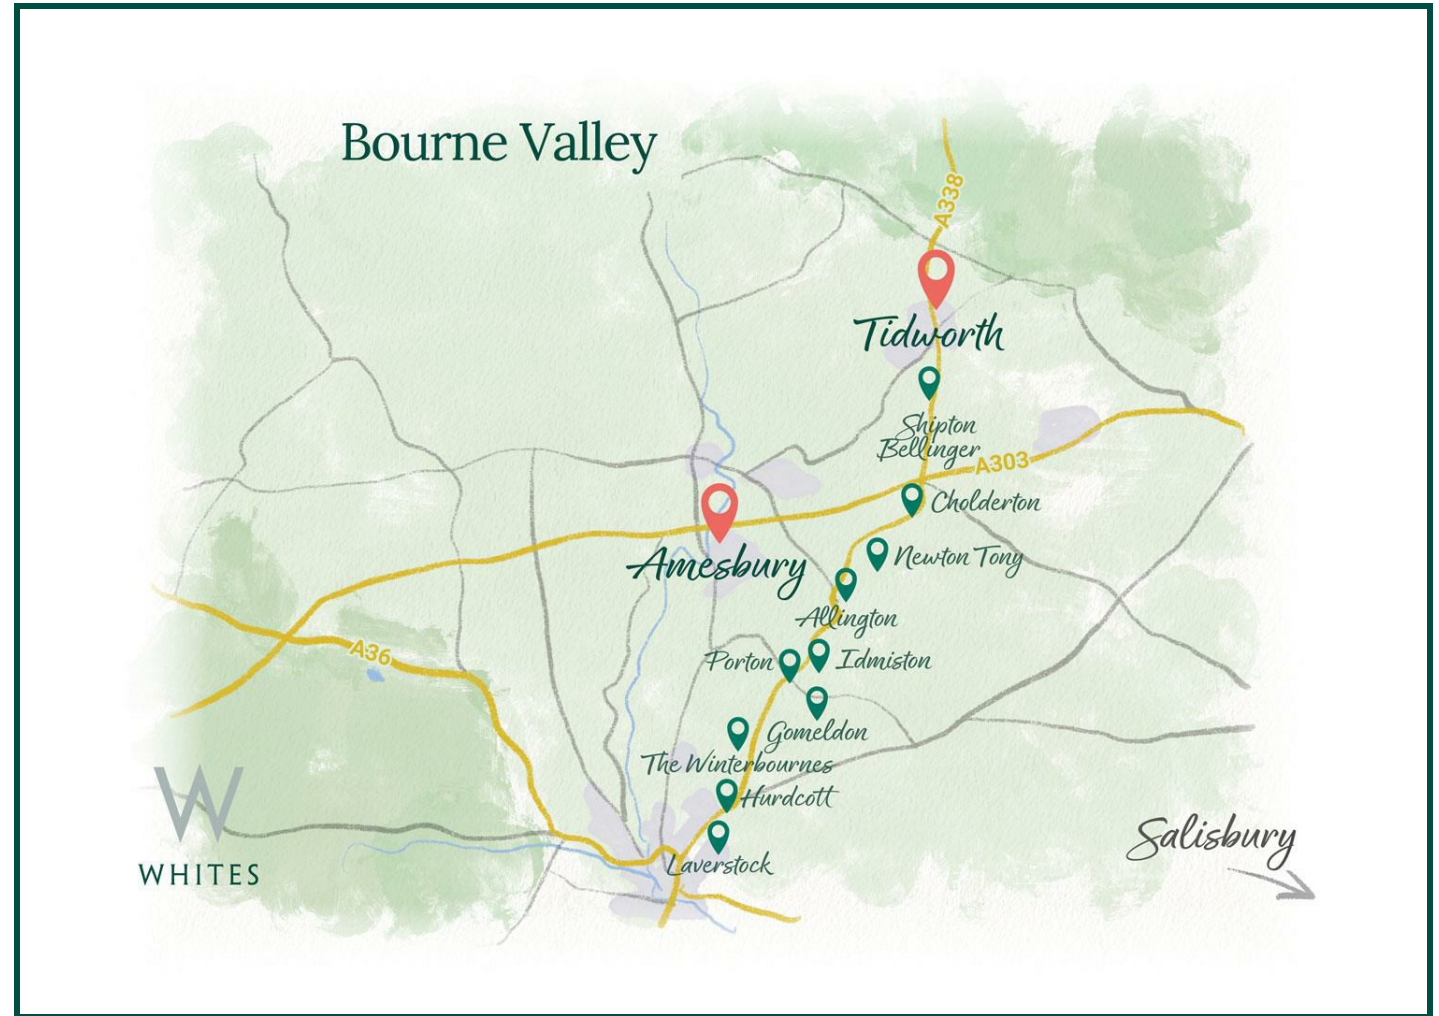 Bourne Valley
A338
Tidworth
Shipton
Bellinger
A303
Cholderton
Amesbury
Newton Tony
Allington
A36
Porton
Idmiston
Gomeldon
The Winterbournes
Hurdcott
Salisbury
Laverstock
W
WHITES